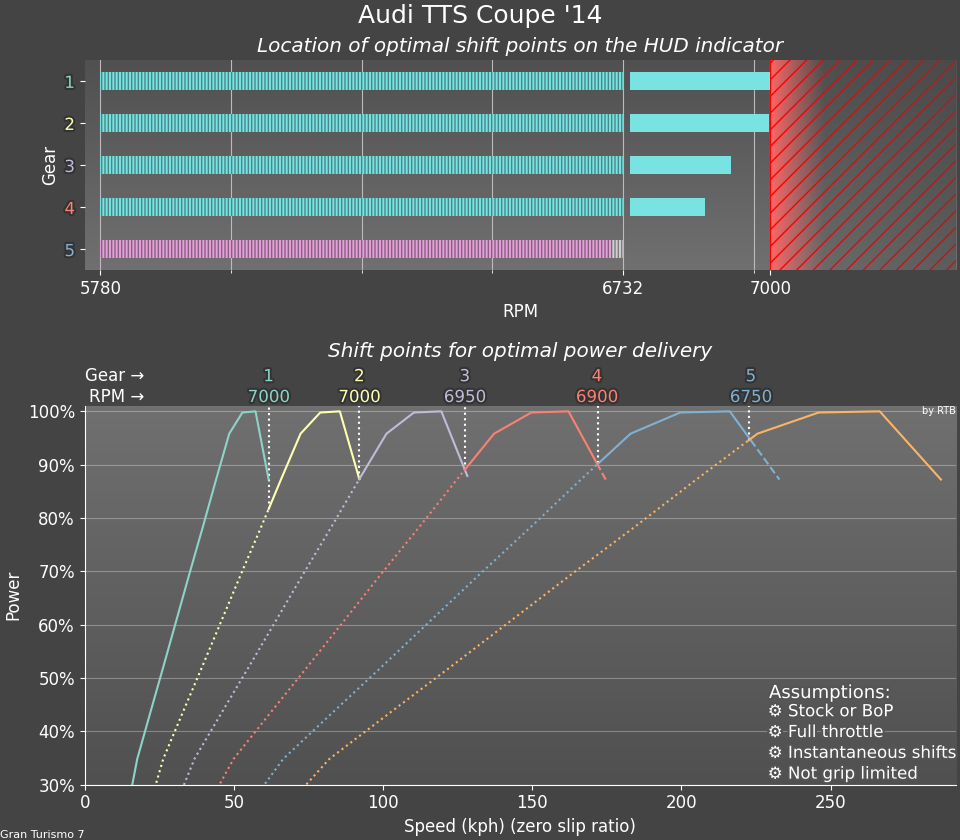 Audi TTS Coupe '14
Location of optimal shift points on the HUD indicator
Gear
1
2
3
4
5
5780 6732 7000
RPM
Shift points for optimal power delivery
Gear → 1 2 3 4 5
RPM → 7000 7000 6950 6900 6750
by RTB
Power
100%
90%
80%
70%
60%
50%
40%
30%
Assumptions:
⚙ Stock or BoP
⚙ Full throttle
⚙ Instantaneous shifts
⚙ Not grip limited
0 50 100 150 200 250
Speed (kph) (zero slip ratio)
Gran Turismo 7